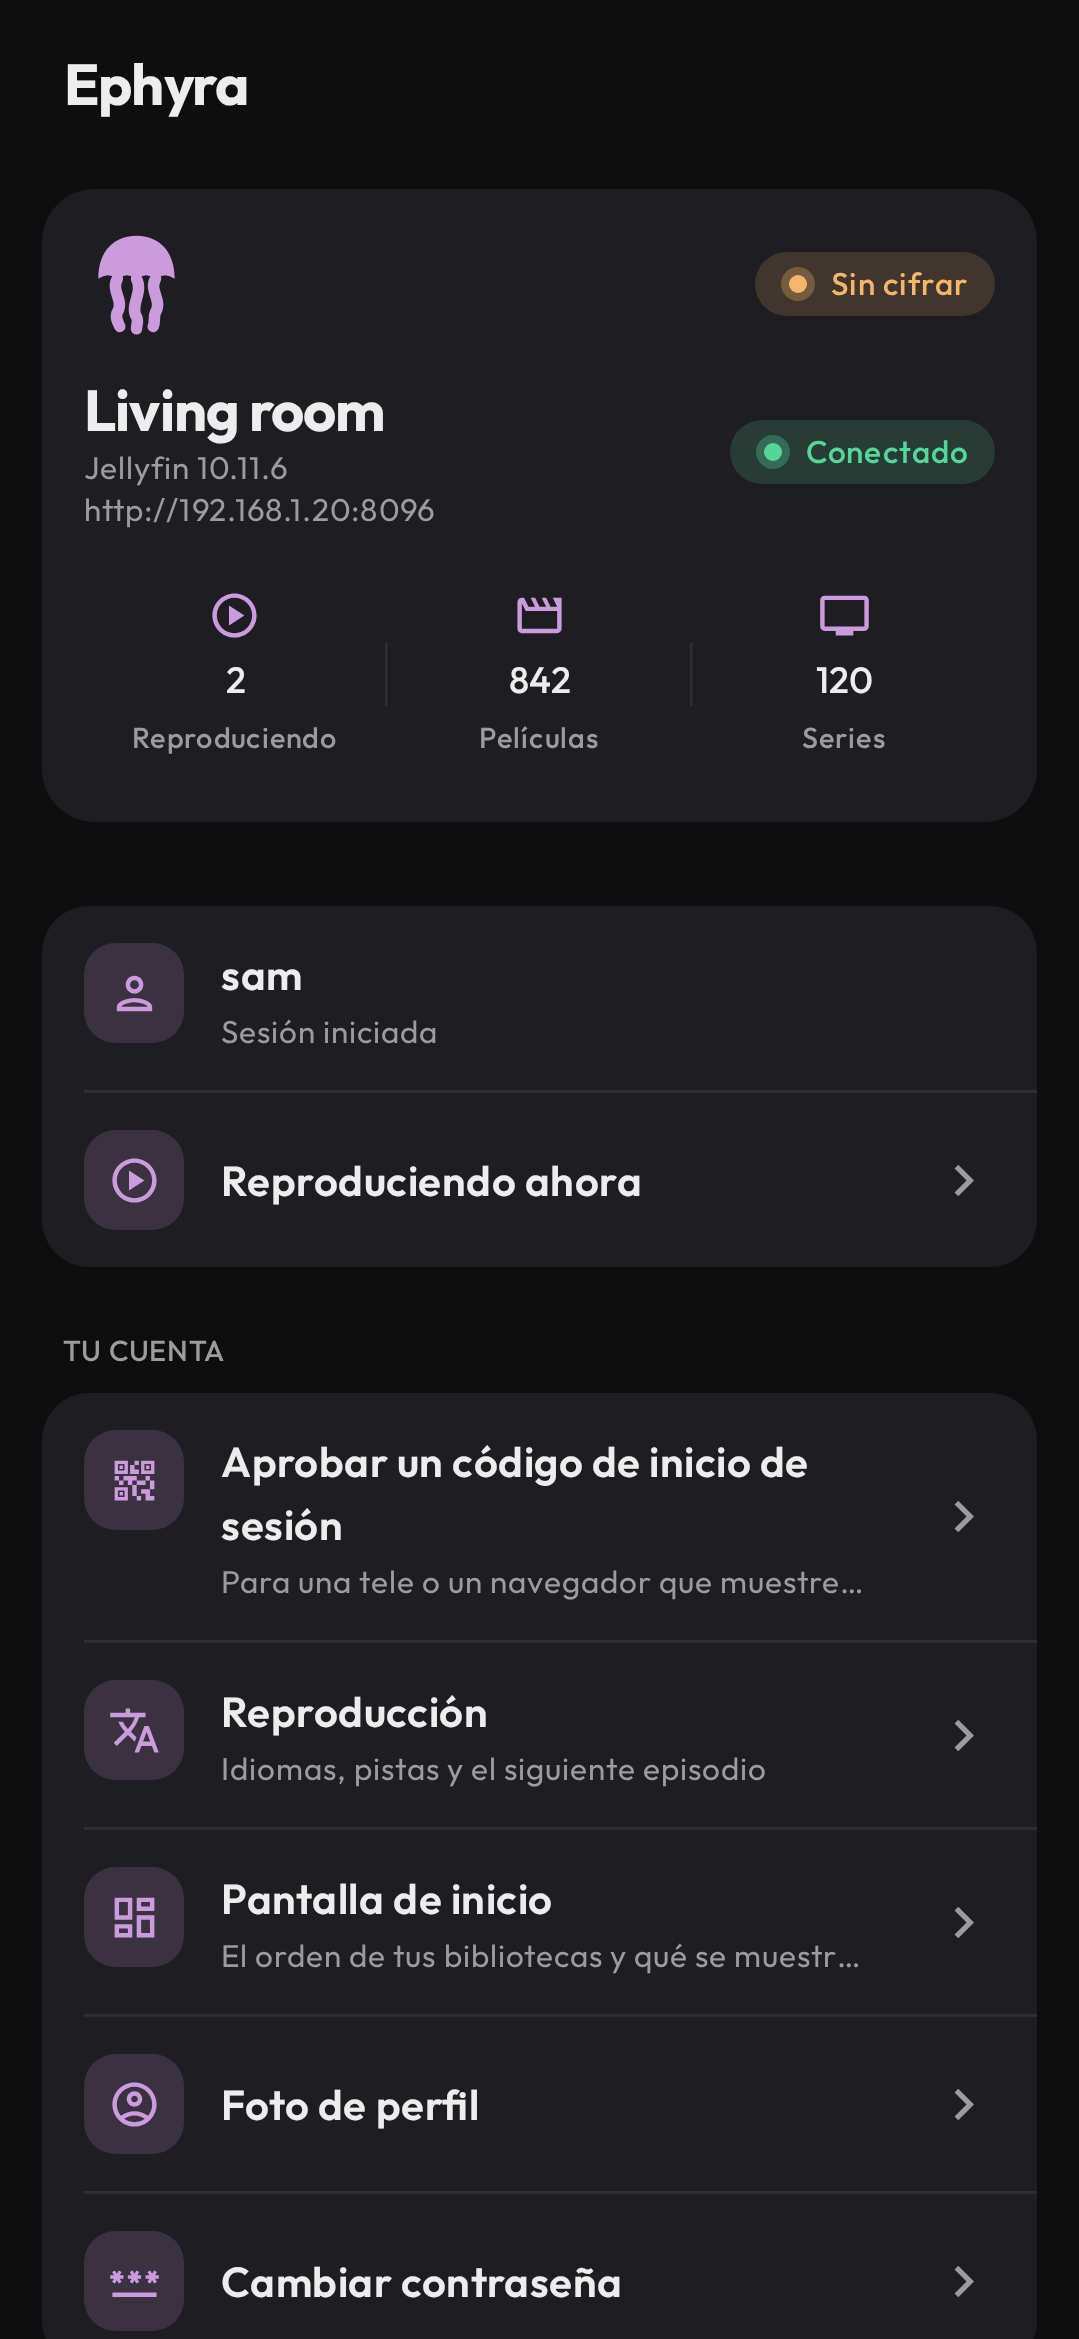 Ephyra
Sin cifrar
Living room
Jellyfin 10.11.6
http://192.168.1.20:8096
Conectado
2
Reproduciendo
842
Películas
120
Series
sam
Sesión iniciada
Reproduciendo ahora
TU CUENTA
Aprobar un código de inicio de
sesión
Para una tele o un navegador que muestre...
Reproducción
Idiomas, pistas y el siguiente episodio
Pantalla de inicio
El orden de tus bibliotecas y qué se muestr...
Foto de perfil
Cambiar contraseña